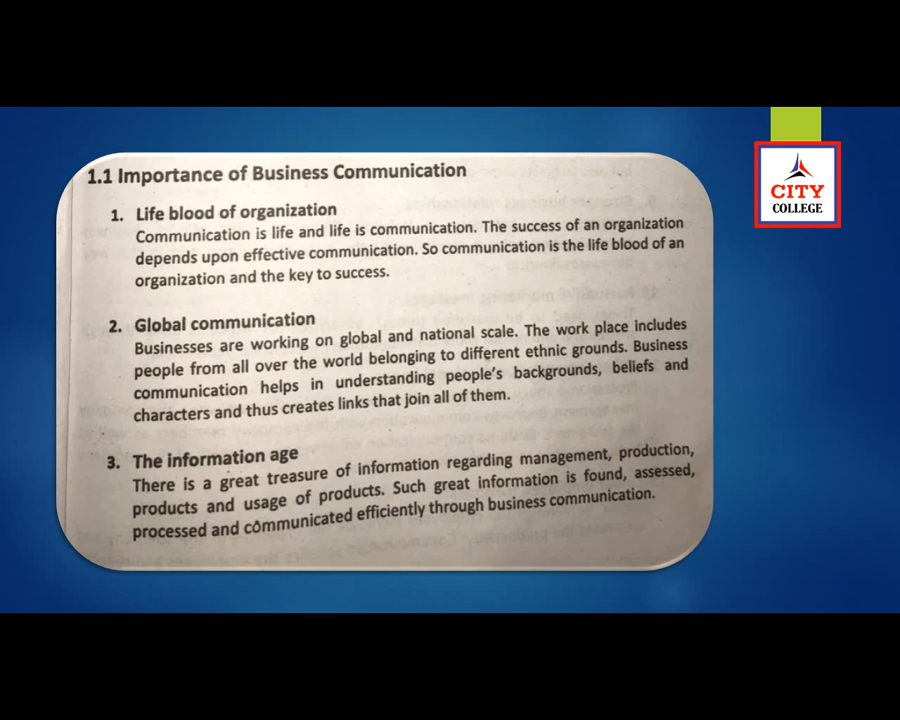 1.1 Importance of Business Communication
1. Life blood of organization
Communication is life and life is communication. The success of an organization
depends upon effective communication. So communication is the life blood of an
organization and the key to success.
2. Global communication
Businesses are working on global and national scale. The work place includes
people from all over the world belonging to different ethnic grounds. Business
communication helps in understanding people's backgrounds, beliefs and
characters and thus creates links that join all of them.
3. The information age
There is a great treasure of information regarding management, production,
products and usage of products. Such great information is found, assessed,
processed and communicated efficiently through business communication.
CITY
COLLEGE